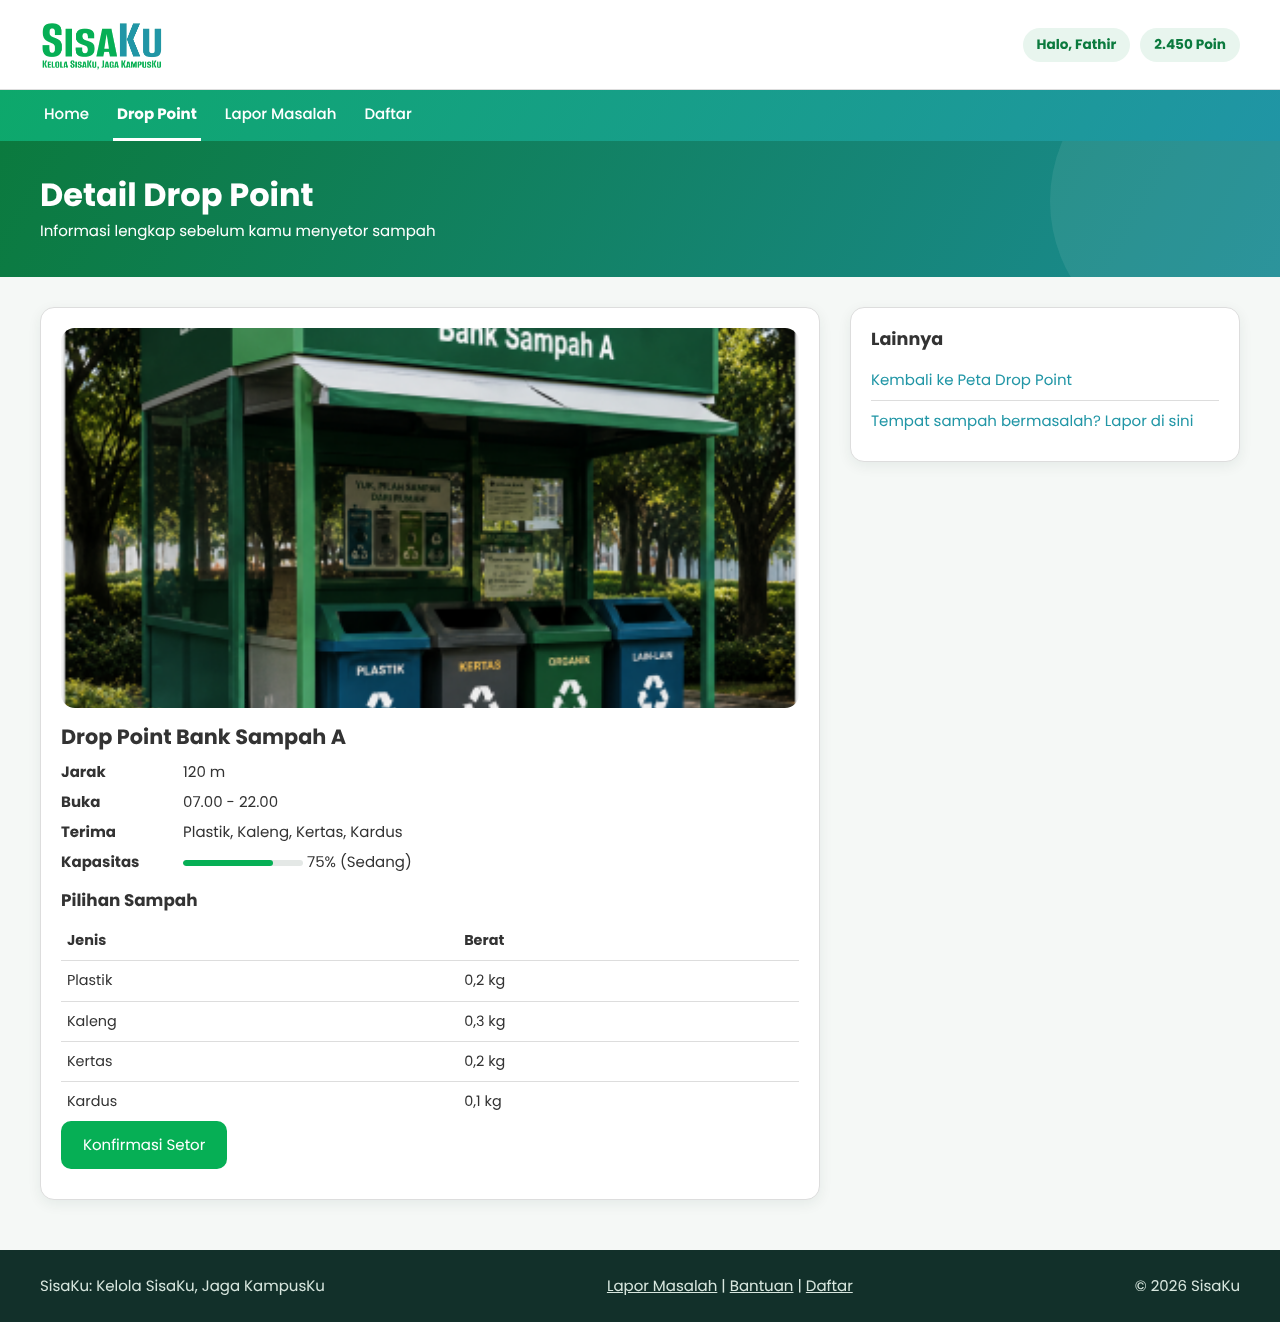 SISAKU
KELOLA SISAKU, JAGA KAMPUSKU
Halo, Fathir
2.450 Poin
Home
Drop Point
Lapor Masalah
Daftar
Detail Drop Point
Informasi lengkap sebelum kamu menyetor sampah
Bank Sampah A
YUK, PILAH SAMPAH
DARI RUMAH!
PLASTIK
KERTAS
ORGANIK
LAIN-LAIN
Drop Point Bank Sampah A
Jarak 120 m
Buka 07.00 - 22.00
Terima Plastik, Kaleng, Kertas, Kardus
Kapasitas 75% (Sedang)
Pilihan Sampah
Jenis Berat
Plastik 0,2 kg
Kaleng 0,3 kg
Kertas 0,2 kg
Kardus 0,1 kg
Konfirmasi Setor
Lainnya
Kembali ke Peta Drop Point
Tempat sampah bermasalah? Lapor di sini
SisaKu: Kelola SisaKu, Jaga KampusKu
Lapor Masalah | Bantuan | Daftar
© 2026 SisaKu